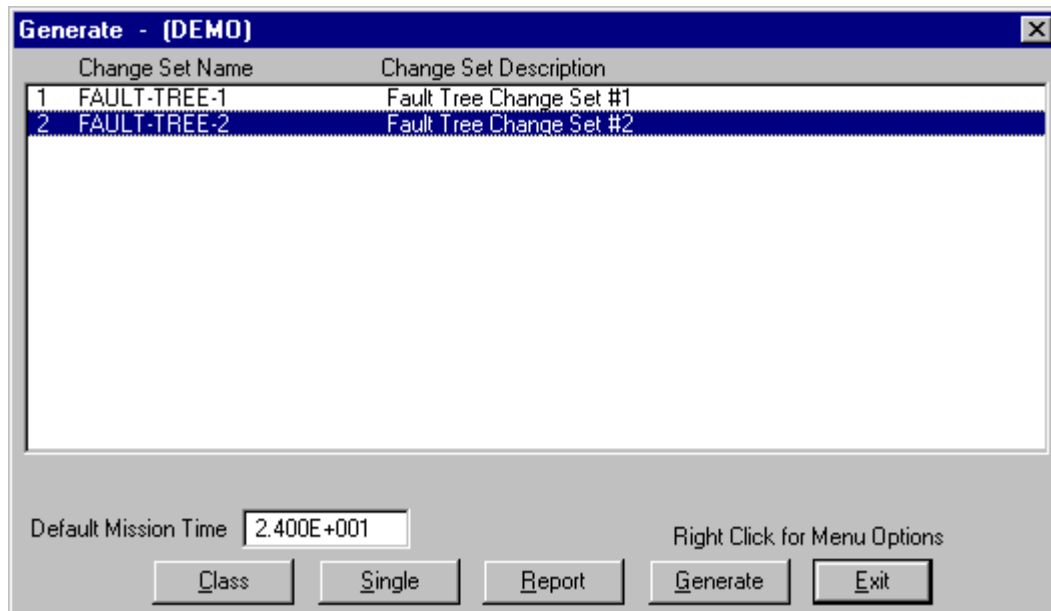 Generate - (DEMO)
Change Set Name Change Set Description
1 FAULT-TREE-1 Fault Tree Change Set #1
2 FAULT-TREE-2 Fault Tree Change Set #2
Default Mission Time 2.400E+001
Right Click for Menu Options
Class Single Report Generate Exit